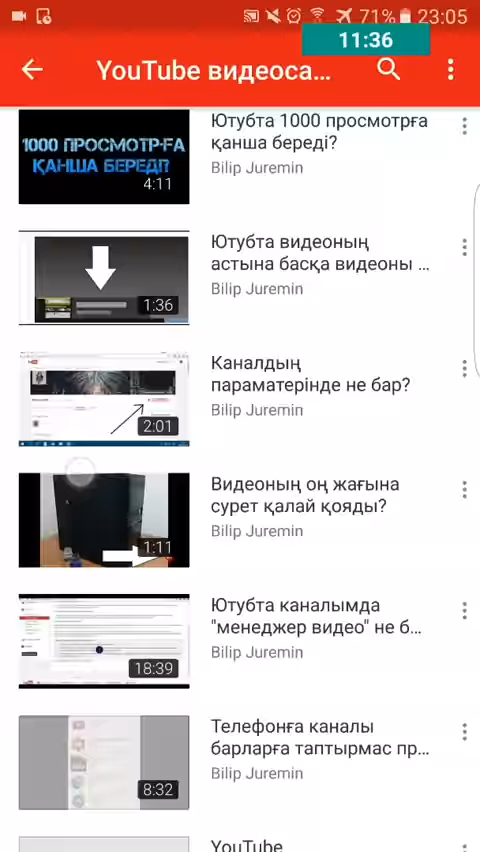 71% 23:05
11:36
YouTube видеоса...
1000 ПРОСМОТР-ҒА
ҚАНША БЕРЕДІ?
4:11
Ютубта 1000 просмотрға
қанша береді?
Bilip Juremin
1:36
Ютубта видеоның
астына басқа видеоны ...
Bilip Juremin
2:01
Каналдың
параматерінде не бар?
Bilip Juremin
1:11
Видеоның оң жағына
сурет қалай қояды?
Bilip Juremin
18:39
Ютубта каналымда
"менеджер видео" не б...
Bilip Juremin
8:32
Телефонға каналы
барларға таптырмас пр...
Bilip Juremin
YouTube